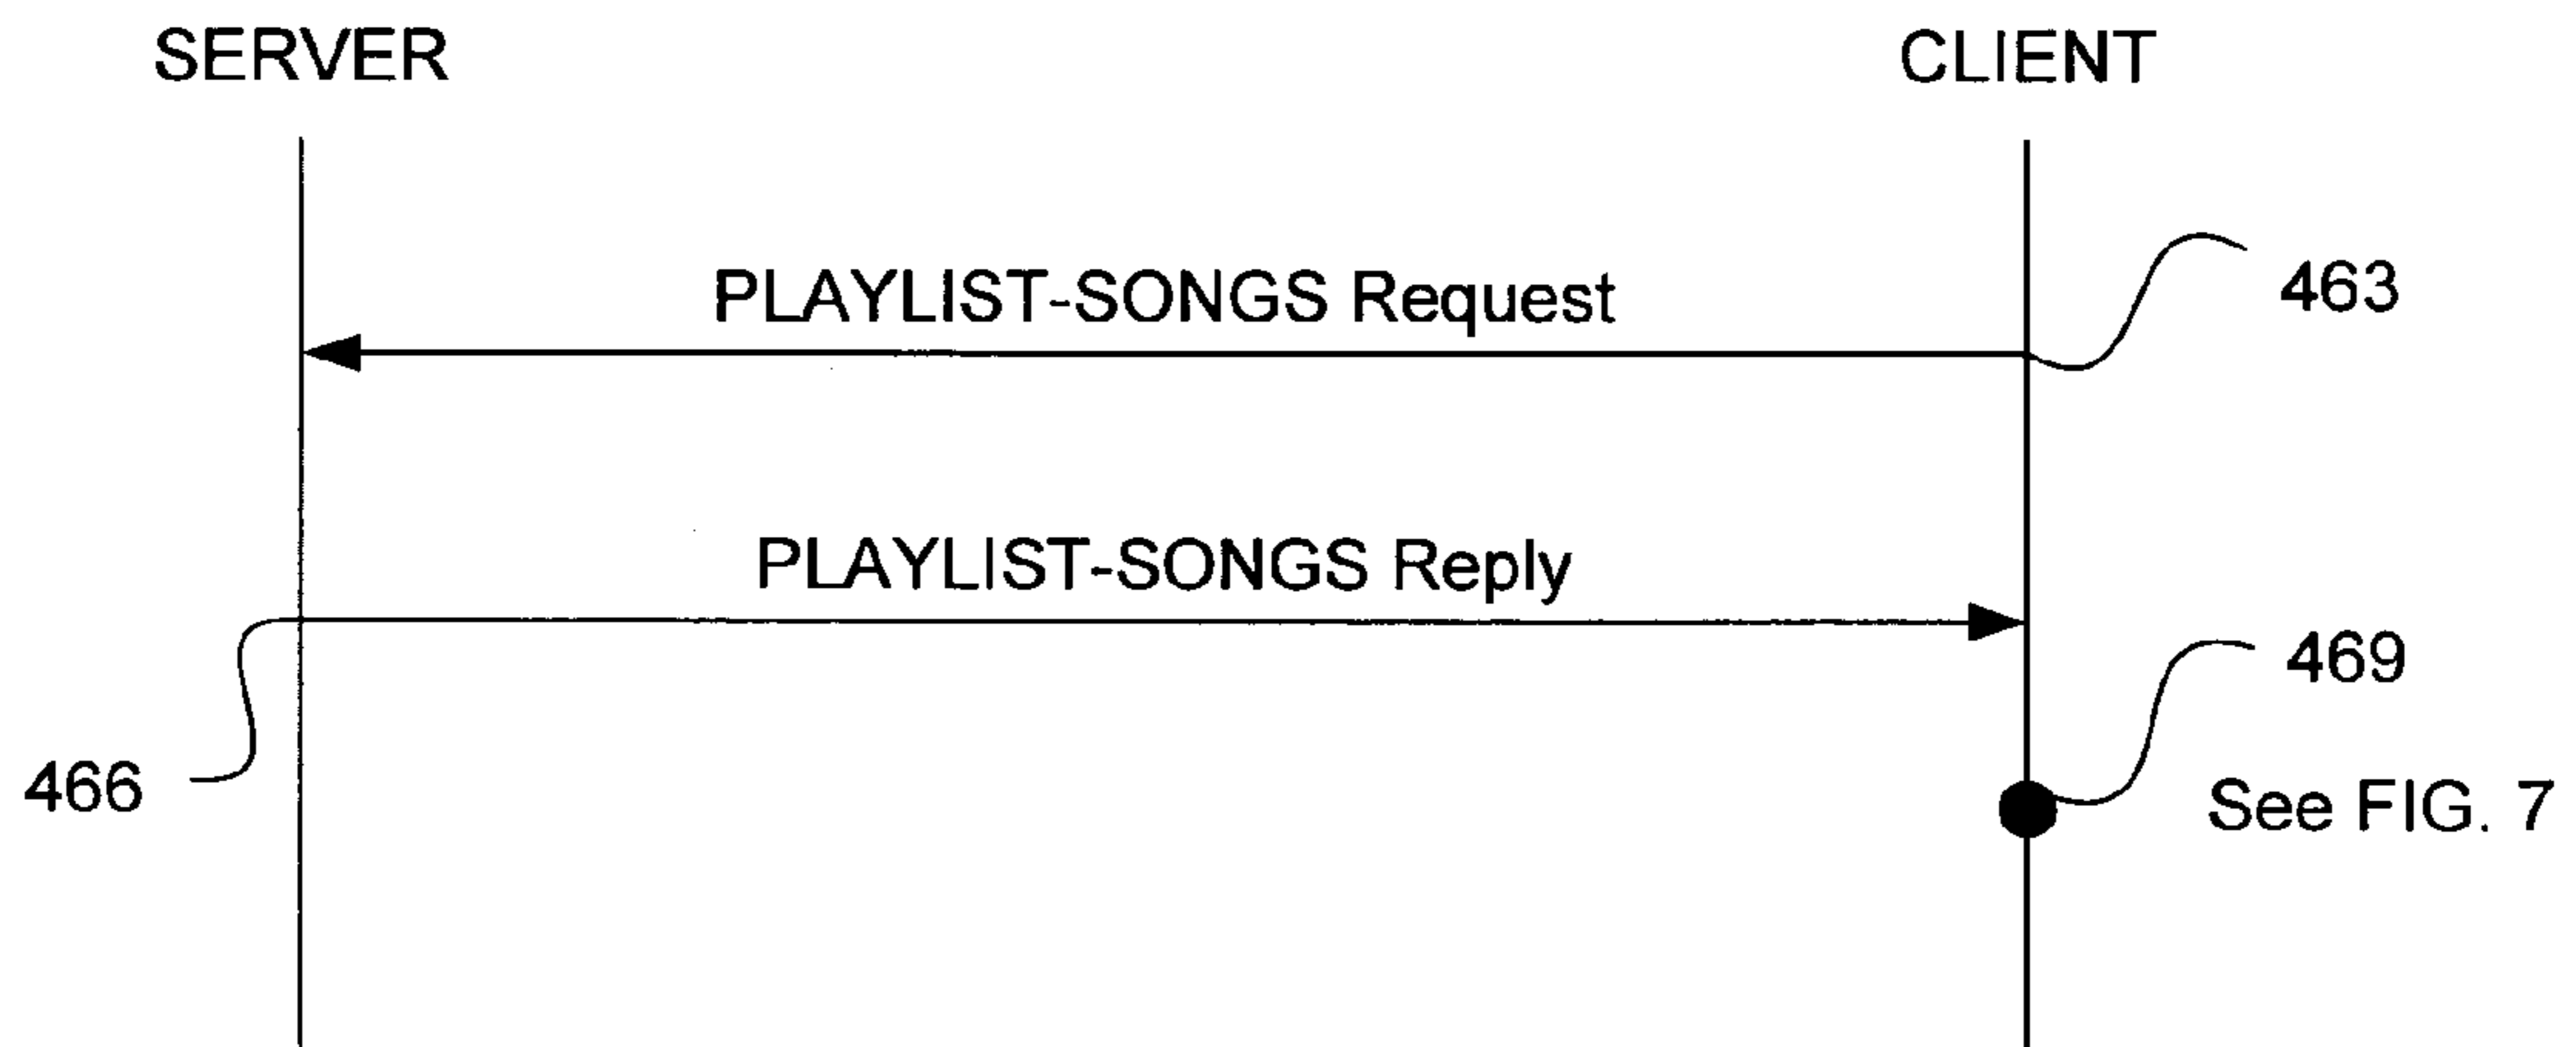 SERVER
CLIENT
PLAYLIST-SONGS Request
463
PLAYLIST-SONGS Reply
469
466
See FIG. 7